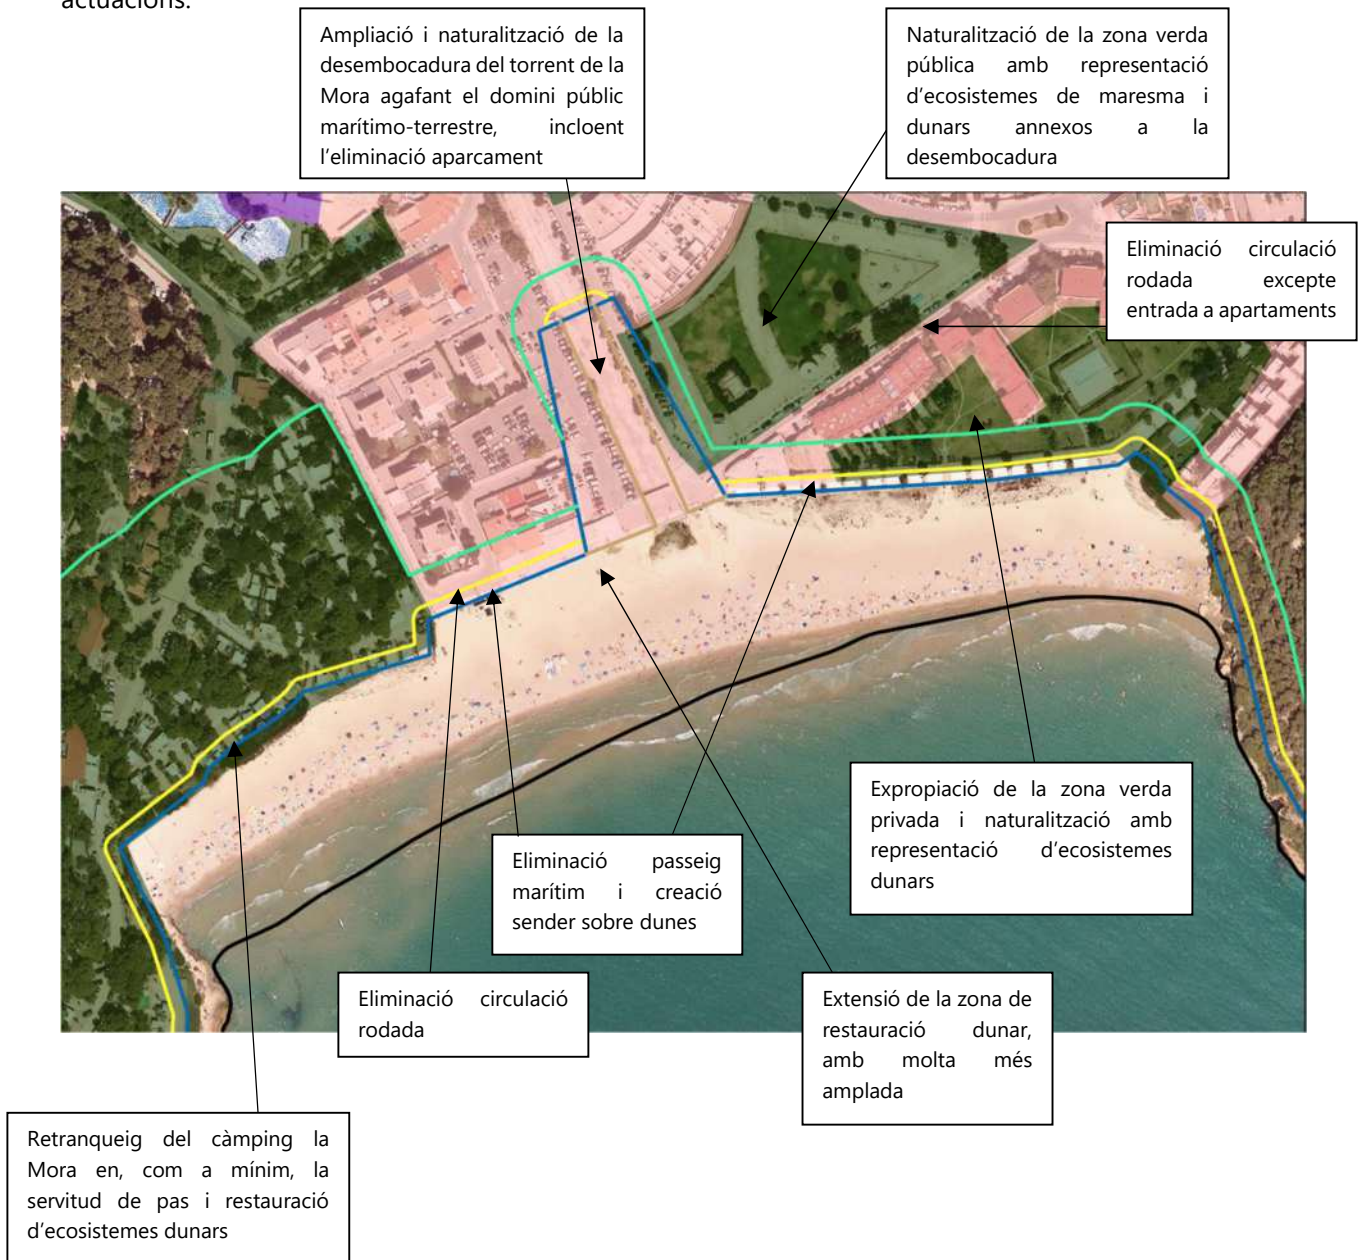 actuacions.
Ampliació i naturalització de la
desembocadura del torrent de la
Mora agafant el domini públic
marítimo-terrestre, incloent
l'eliminació aparcament
Naturalització de la zona verda
pública amb representació
d'ecosistemes de maresma i
dunars annexos a la
desembocadura
Eliminació circulació
rodada excepte
entrada a apartaments
Expropiació de la zona verda
privada i naturalització amb
representació d'ecosistemes
dunars
Eliminació passeig
marítim i creació
sender sobre dunes
Eliminació circulació
rodada
Extensió de la zona de
restauració dunar,
amb molta més
amplada
Retranqueig del càmping la
Mora en, com a mínim, la
servitud de pas i restauració
d'ecosistemes dunars